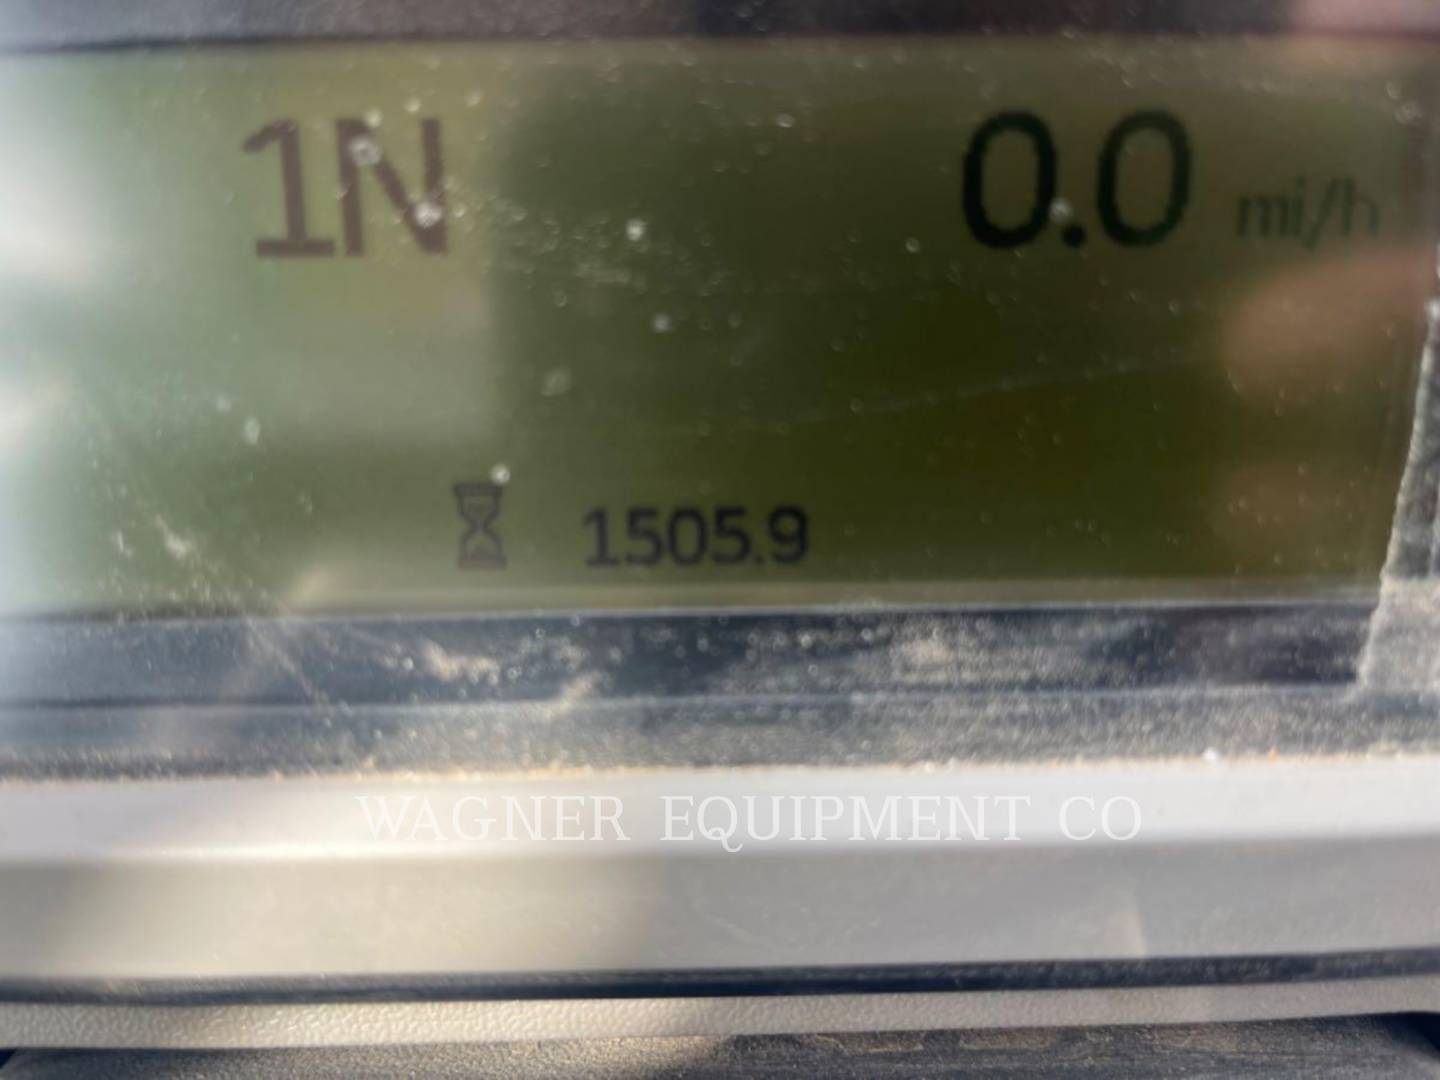 1N 0.0 mi/h
1505.9
WAGNER EQUIPMENT CO